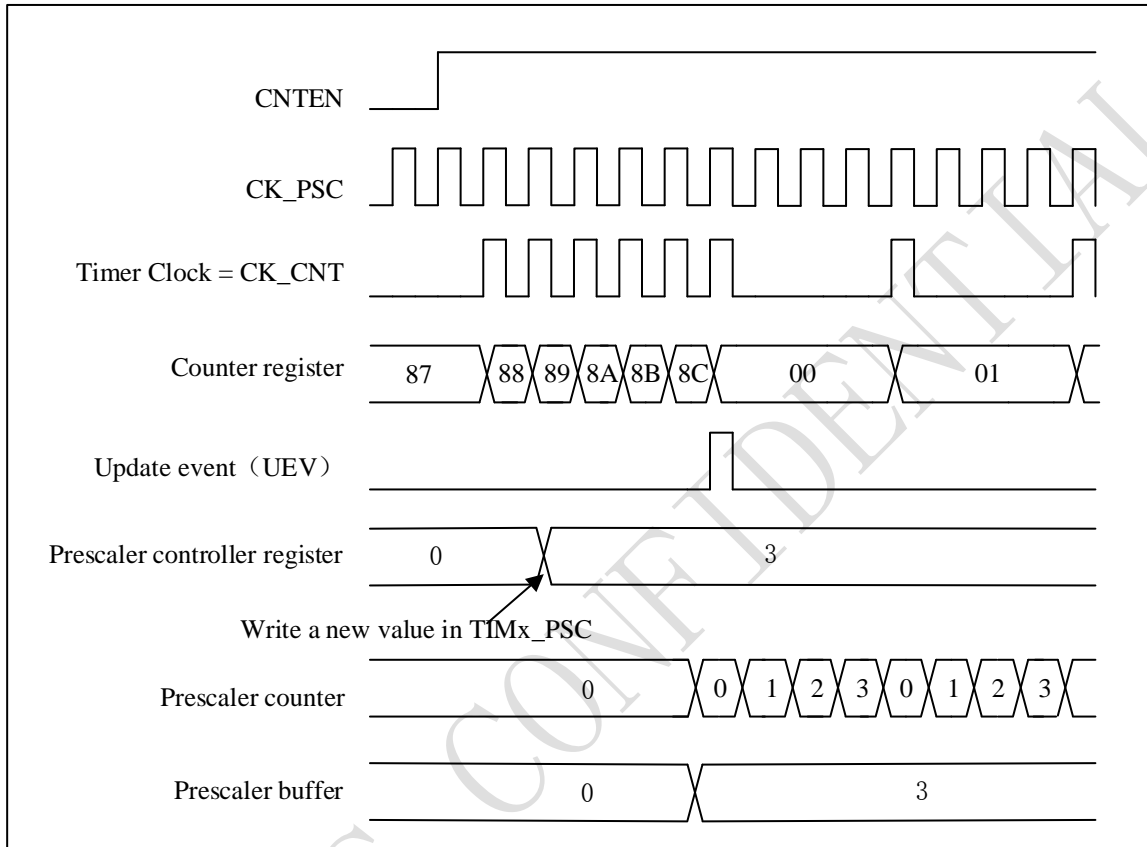 CNTEN
CK_PSC
Timer Clock = CK_CNT
Counter register 87 88 89 8A 8B 8C 00 01
Update event（UEV）
Prescaler controller register 0 3
Write a new value in TIMx_PSC
Prescaler counter 0 0 1 2 3 0 1 2 3
Prescaler buffer 0 3
CONFIDENTIAL